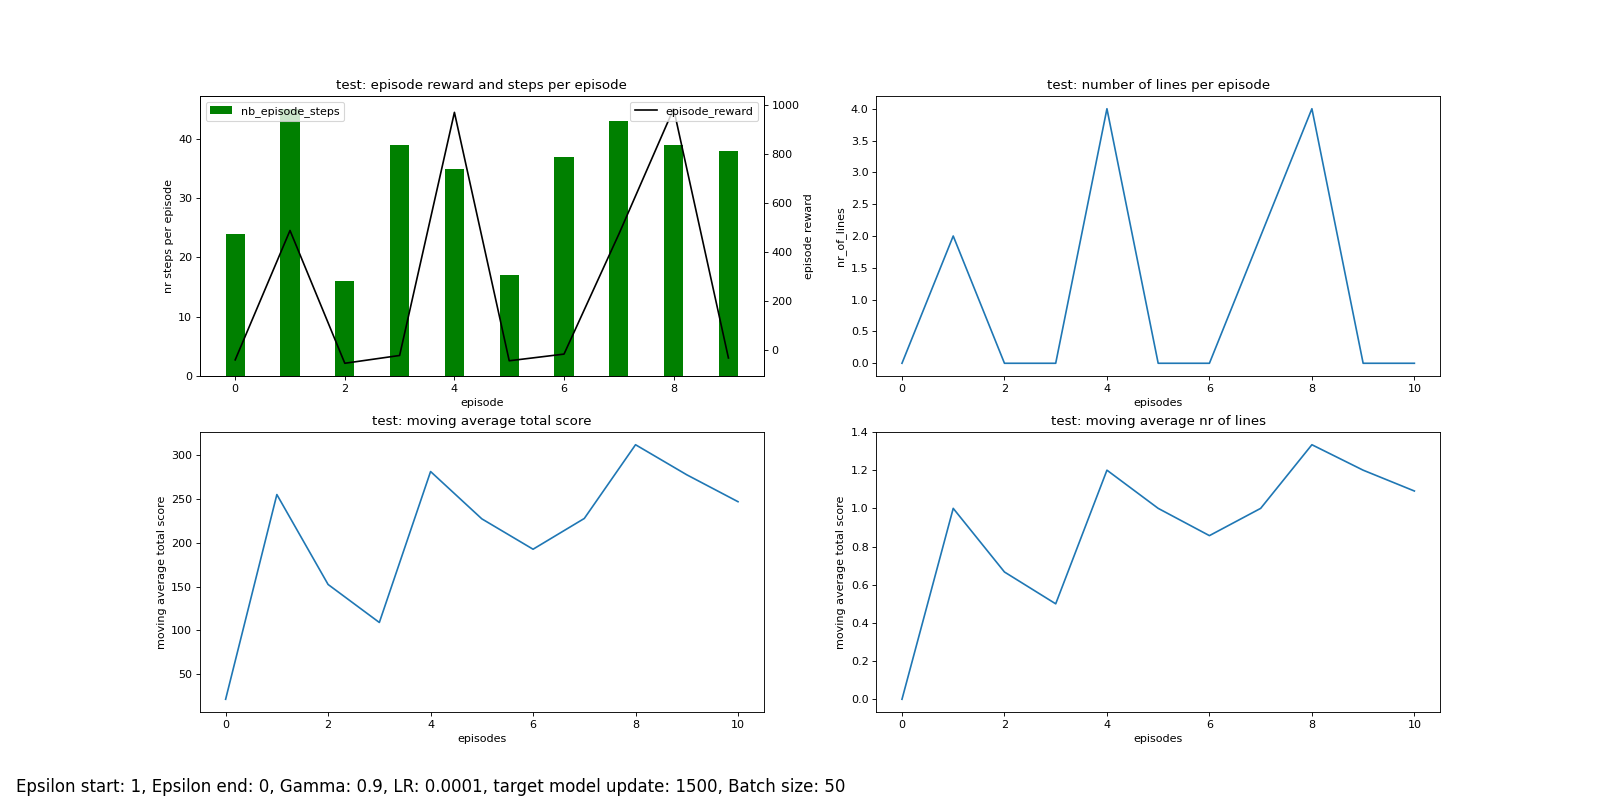 test: episode reward and steps per episode
nb_episode_steps
episode_reward
nr steps per episode
0
10
20
30
40
0
200
400
600
800
1000
episode reward
0 2 4 6 8
episode
test: number of lines per episode
nr_of_lines
4.0
3.5
3.0
2.5
2.0
1.5
1.0
0.5
0.0
0 2 4 6 8 10
episodes
test: moving average total score
moving average total score
300
250
200
150
100
50
0 2 4 6 8 10
episodes
test: moving average nr of lines
moving average total score
1.4
1.2
1.0
0.8
0.6
0.4
0.2
0.0
0 2 4 6 8 10
episodes
Epsilon start: 1, Epsilon end: 0, Gamma: 0.9, LR: 0.0001, target model update: 1500, Batch size: 50